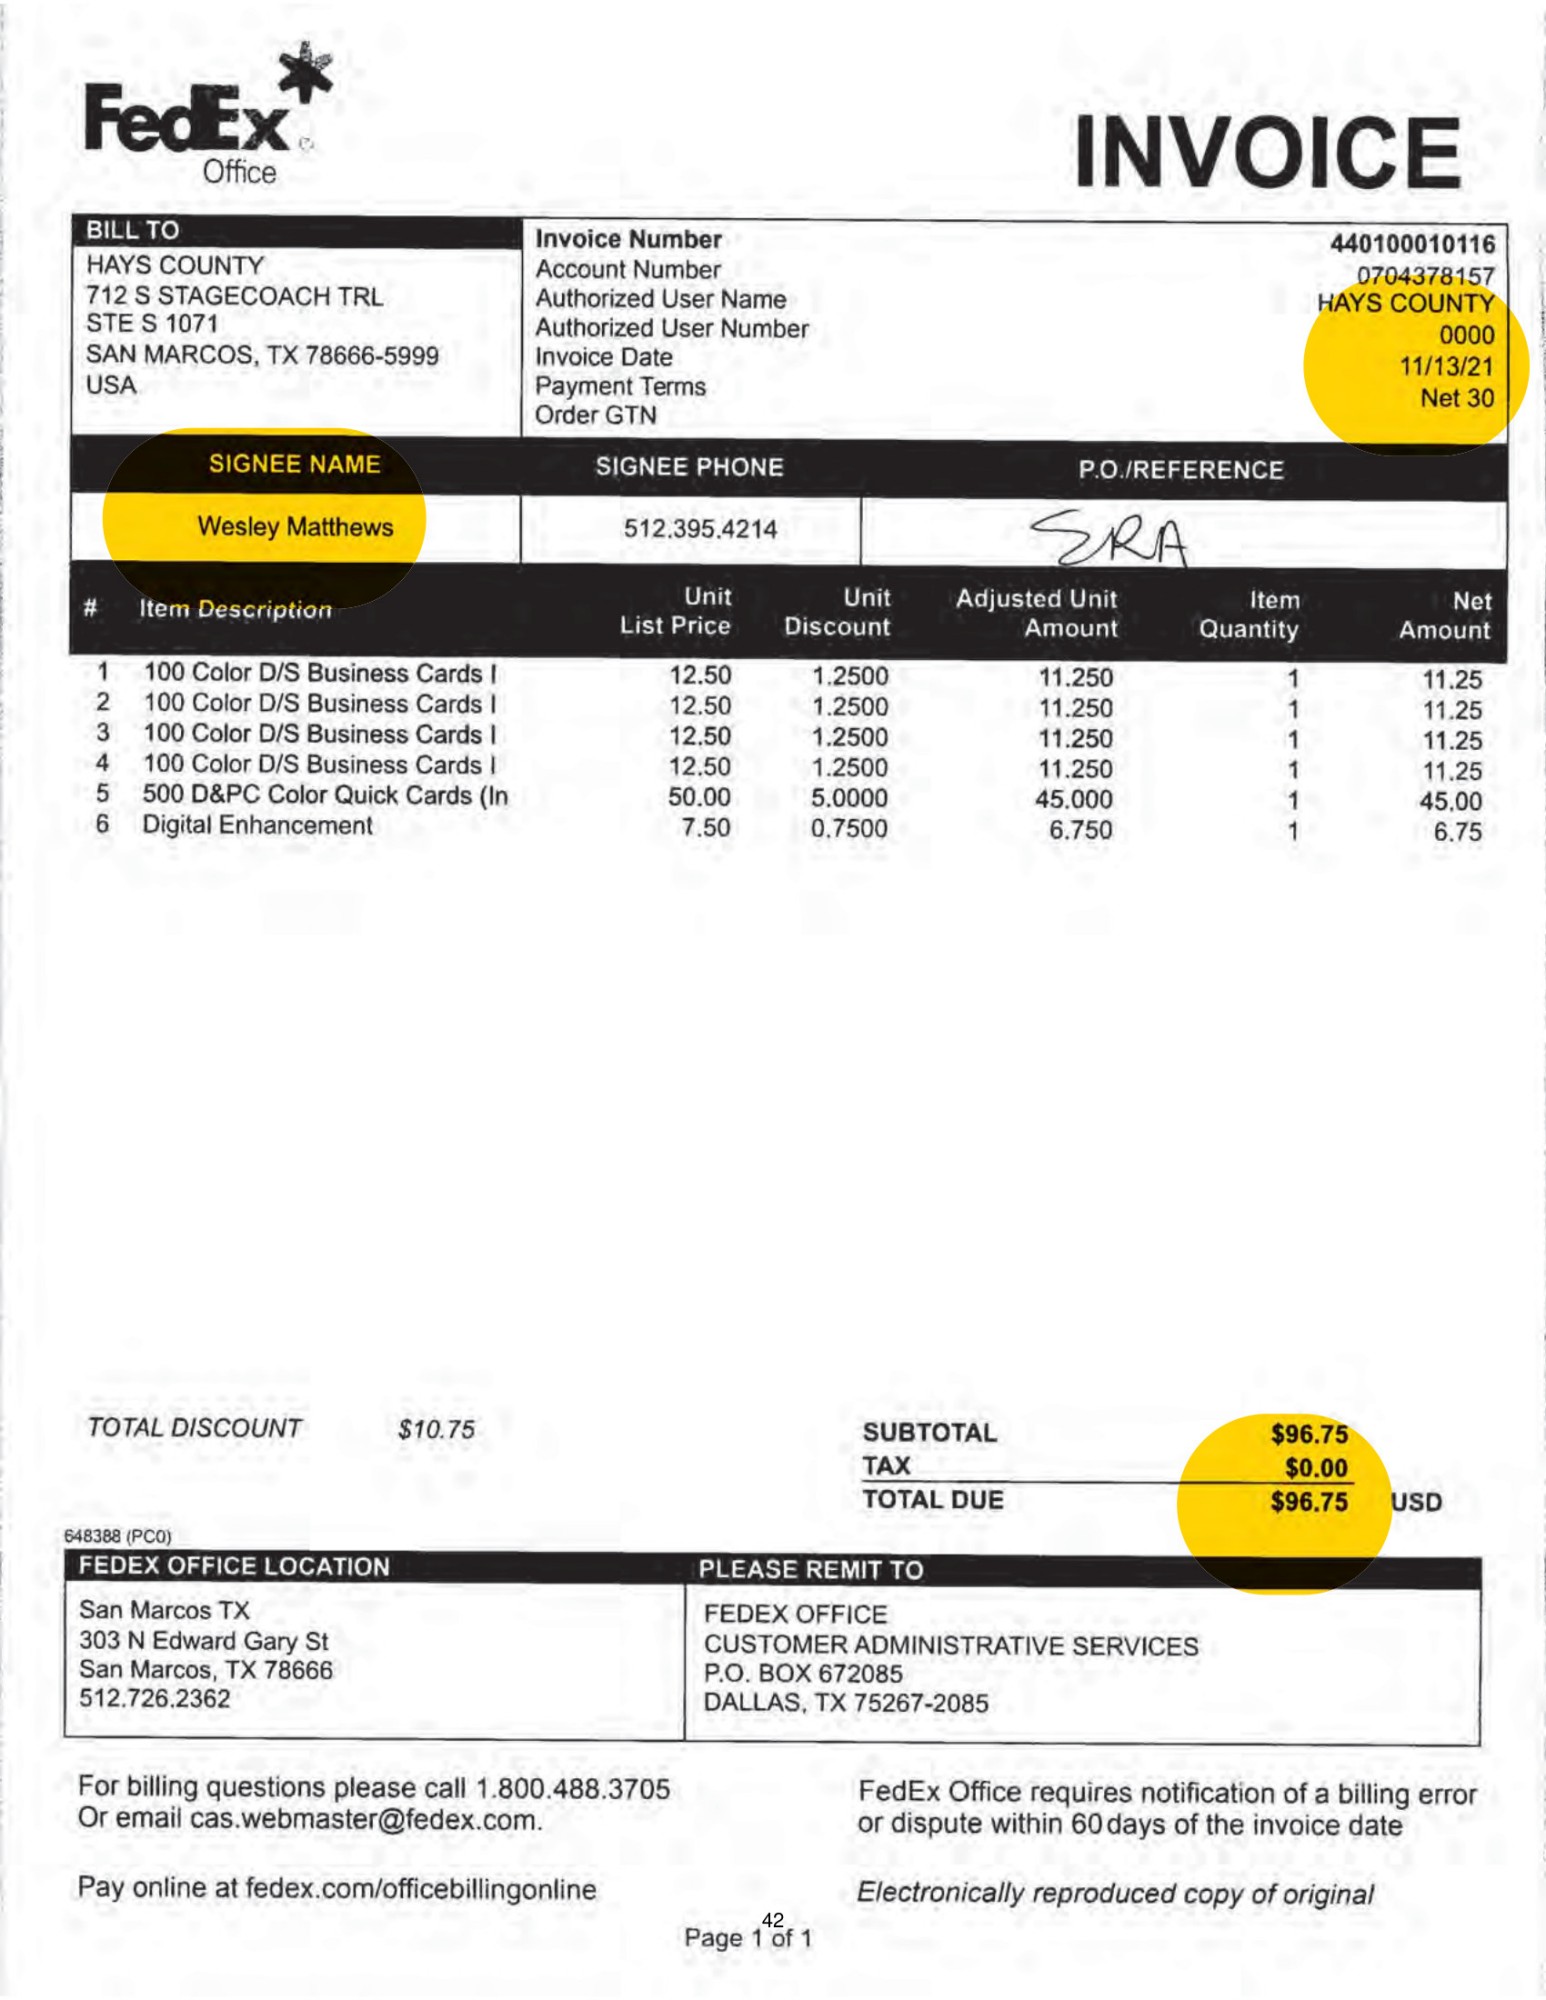 FedEx
Office
INVOICE
BILL TO
HAYS COUNTY
712 S STAGECOACH TRL
STE S 1071
SAN MARCOS, TX 78666-5999
USA
Invoice Number 440100010116
Account Number 0704378157
Authorized User Name HAYS COUNTY
Authorized User Number 0000
Invoice Date 11/13/21
Payment Terms Net 30
Order GTN
SIGNEE NAME SIGNEE PHONE P.O./REFERENCE
Wesley Matthews 512.395.4214 SRA
# Item Description Unit List Price Unit Discount Adjusted Unit Amount Item Quantity Net Amount
1 100 Color D/S Business Cards I 12.50 1.2500 11.250 1 11.25
2 100 Color D/S Business Cards I 12.50 1.2500 11.250 1 11.25
3 100 Color D/S Business Cards I 12.50 1.2500 11.250 1 11.25
4 100 Color D/S Business Cards I 12.50 1.2500 11.250 1 11.25
5 500 D&PC Color Quick Cards (In 50.00 5.0000 45.000 1 45.00
6 Digital Enhancement 7.50 0.7500 6.750 1 6.75
TOTAL DISCOUNT $10.75
SUBTOTAL $96.75
TAX $0.00
TOTAL DUE $96.75 USD
648388 (PC0)
FEDEX OFFICE LOCATION
San Marcos TX
303 N Edward Gary St
San Marcos, TX 78666
512.726.2362
PLEASE REMIT TO
FEDEX OFFICE
CUSTOMER ADMINISTRATIVE SERVICES
P.O. BOX 672085
DALLAS, TX 75267-2085
For billing questions please call 1.800.488.3705
Or email cas.webmaster@fedex.com.
Pay online at fedex.com/officebillingonline
FedEx Office requires notification of a billing error
or dispute within 60 days of the invoice date
Electronically reproduced copy of original
42
Page 1 of 1